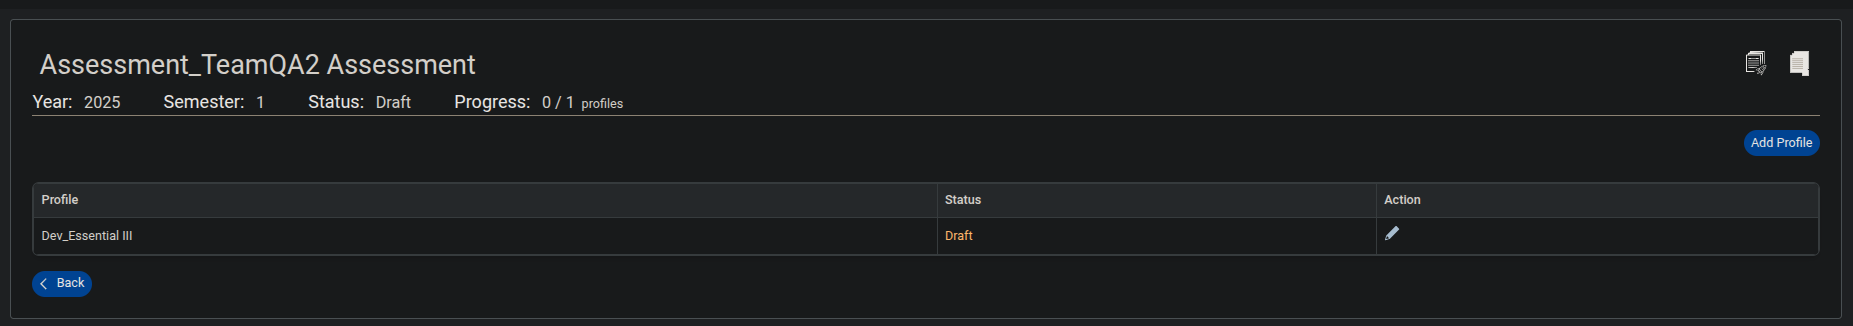 Assessment_TeamQA2 Assessment
Year: 2025 Semester: 1 Status: Draft Progress: 0 / 1 profiles
Add Profile
Profile Status Action
Dev_Essential III Draft
Back